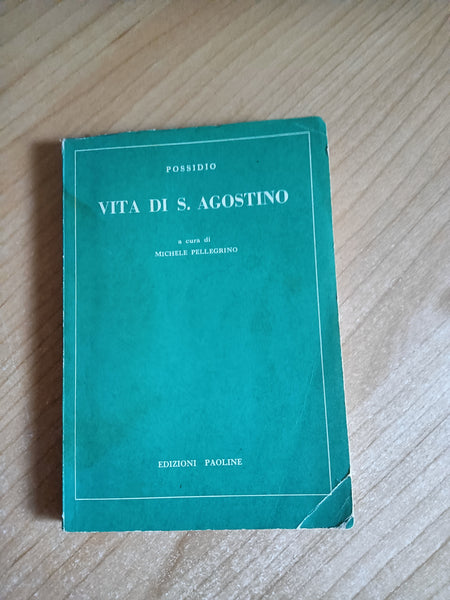 POSSIDIO
VITA DI S. AGOSTINO
a cura di
MICHELE PELLEGRINO
EDIZIONI PAOLINE